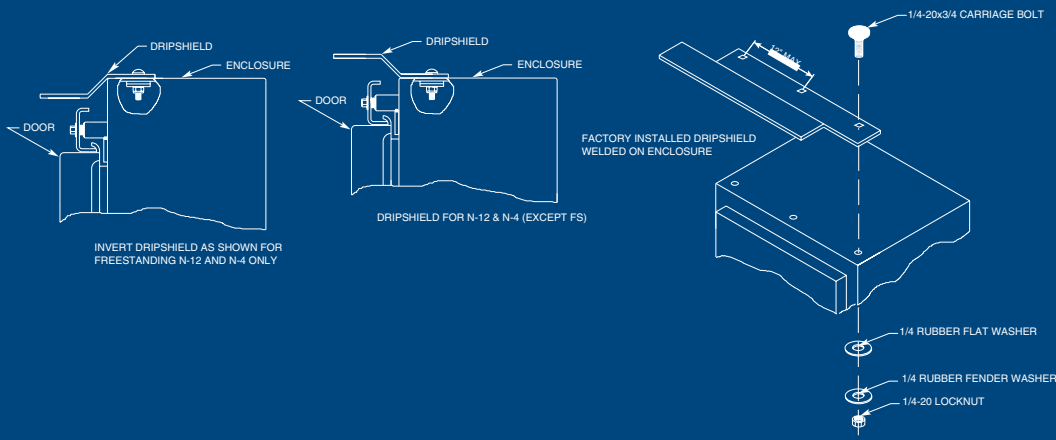 DRIPSHIELD
ENCLOSURE
DOOR
INVERT DRIPSHIELD AS SHOWN FOR
FREESTANDING N-12 AND N-4 ONLY
DRIPSHIELD
ENCLOSURE
DOOR
DRIPSHIELD FOR N-12 & N-4 (EXCEPT FS)
1/4-20x3/4 CARRIAGE BOLT
12" MAX
FACTORY INSTALLED DRIPSHIELD
WELDED ON ENCLOSURE
1/4 RUBBER FLAT WASHER
1/4 RUBBER FENDER WASHER
1/4-20 LOCKNUT